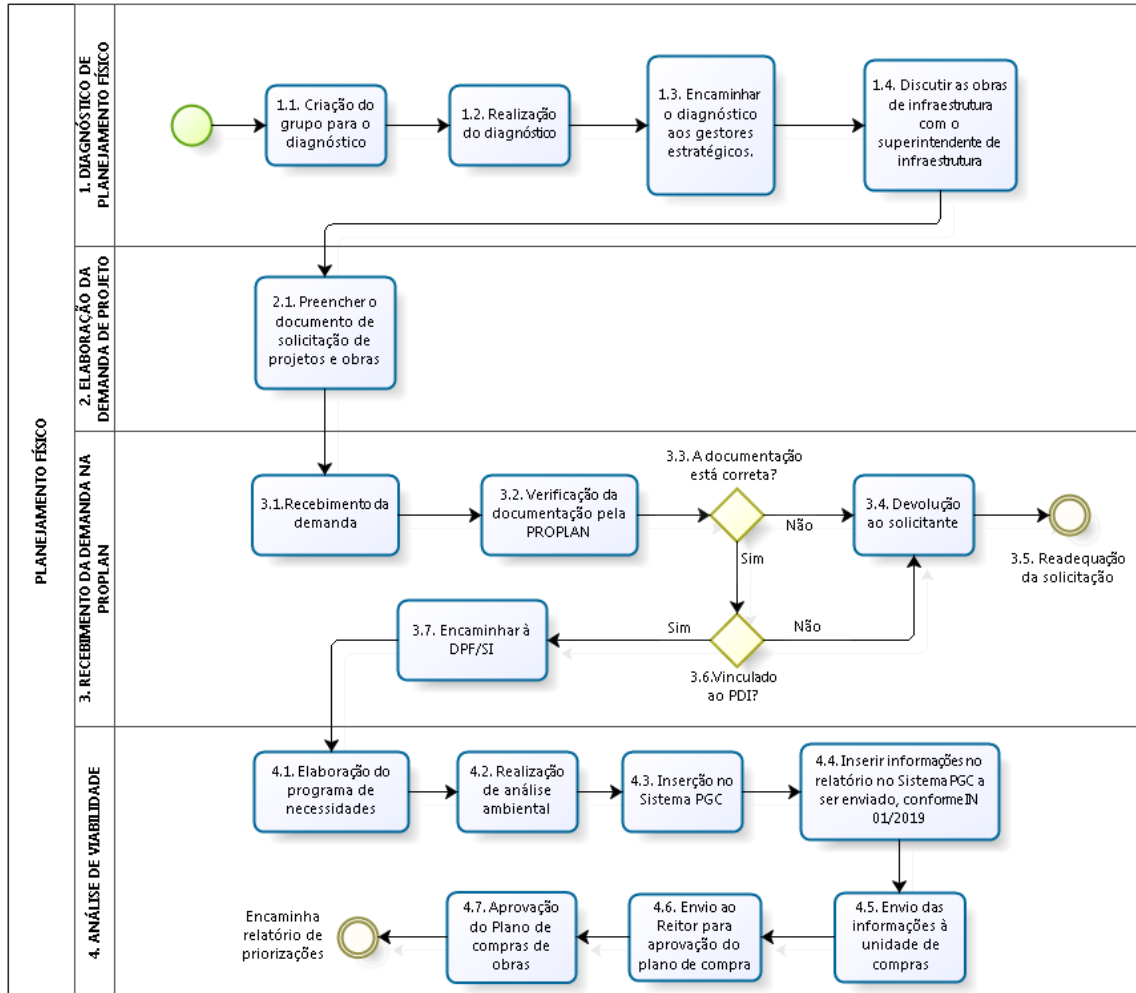 PLANEJAMENTO FÍSICO
1. DIAGNÓSTICO DE
PLANEJAMENTO FÍSICO
1.1. Criação do
grupo para o
diagnóstico
1.2. Realização
do diagnóstico
1.3. Encaminhar
o diagnóstico
aos gestores
estratégicos.
1.4. Discutir as obras
de infraestrutura
com o
superintendente de
infraestrutura
2. ELABORAÇÃO DA
DEMANDA DE PROJETO
2.1. Preencher o
documento de
solicitação de
projetos e obras
3. RECEBIMENTO DA DEMANDA NA
PROPLAN
3.1.Recebimento da
demanda
3.2. Verificação da
documentação pela
PROPLAN
3.3. A documentação
está correta?
Não
Sim
3.4. Devolução
ao solicitante
3.5. Readequação
da solicitação
3.6.Vinculado
ao PDI?
Não
Sim
3.7. Encaminhar à
DPF/SI
4. ANÁLISE DE VIABILIDADE
4.1. Elaboração do
programa de
necessidades
4.2. Realização
de análise
ambiental
4.3. Inserção no
Sistema PGC
4.4. Inserir informações no
relatório no Sistema PGC a
ser enviado, conforme IN
01/2019
4.5. Envio das
informações à
unidade de
compras
4.6. Envio ao
Reitor para
aprovação do
plano de compra
4.7. Aprovação
do Plano de
compras de
obras
Encaminha
relatório de
priorizações